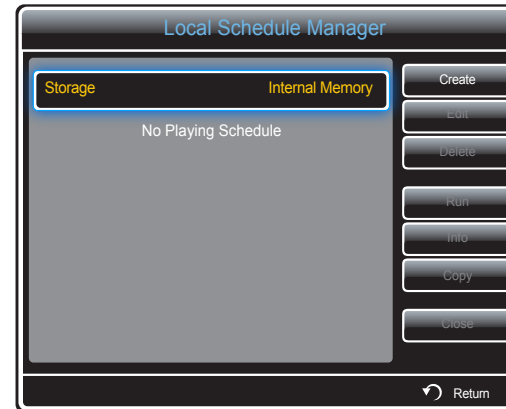 Local Schedule Manager
Storage Internal Memory
No Playing Schedule
Create
Edit
Delete
Run
Info
Copy
Close
Return